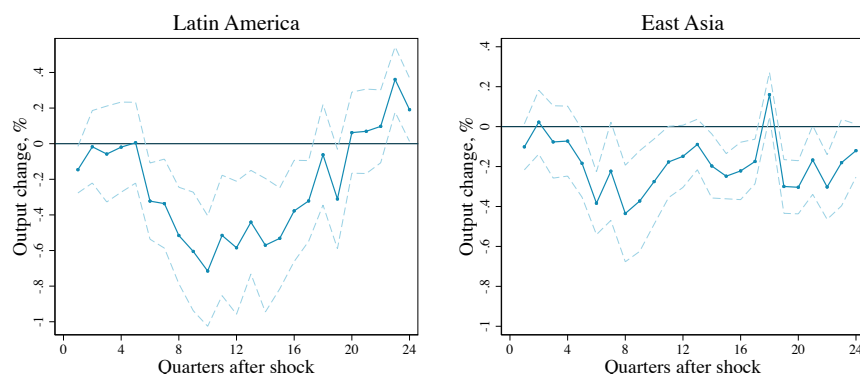 Latin America
Output change, %
.4
.2
0
-.2
-.4
-.6
-.8
-1
0 4 8 12 16 20 24
Quarters after shock
East Asia
Output change, %
.4
.2
0
-.2
-.4
-.6
-.8
-1
0 4 8 12 16 20 24
Quarters after shock